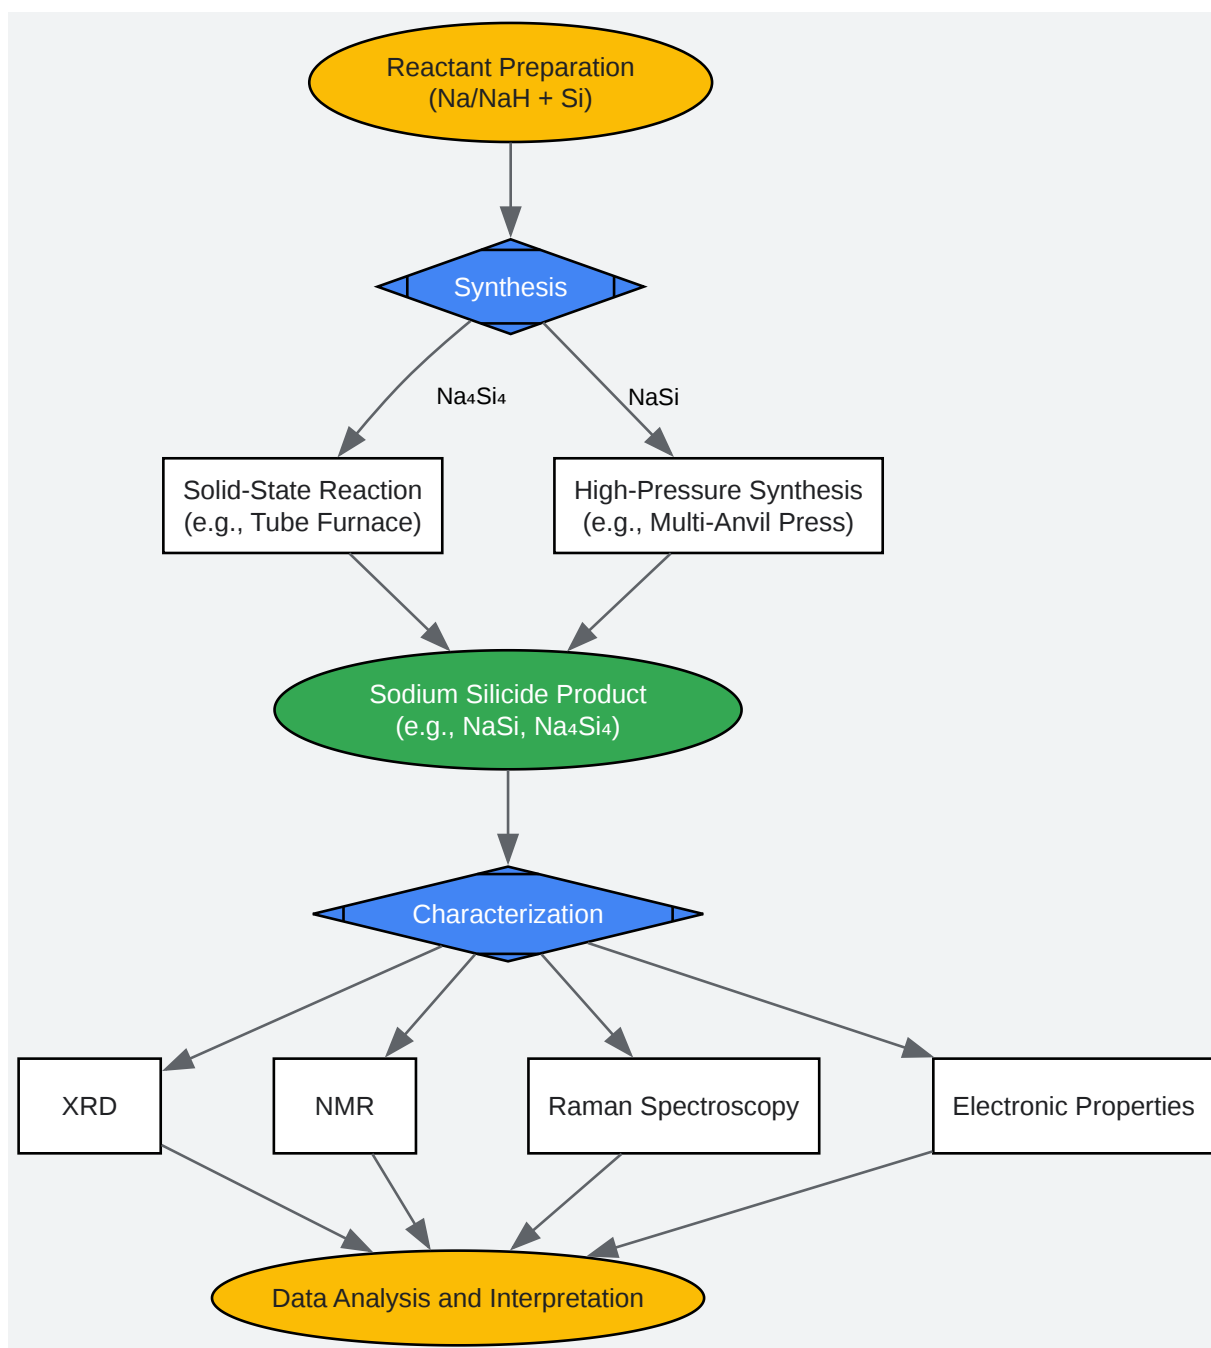 Reactant Preparation
(Na/NaH + Si)
Synthesis
Na₄Si₄
NaSi
Solid-State Reaction
(e.g., Tube Furnace)
High-Pressure Synthesis
(e.g., Multi-Anvil Press)
Sodium Silicide Product
(e.g., NaSi, Na₄Si₄)
Characterization
XRD
NMR
Raman Spectroscopy
Electronic Properties
Data Analysis and Interpretation